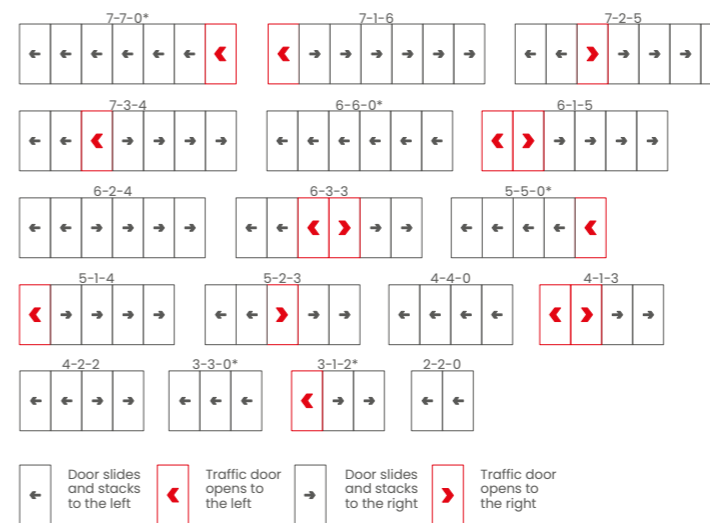 7-7-0*
7-1-6
7-2-5
7-3-4
6-6-0*
6-1-5
6-2-4
6-3-3
5-5-0*
5-1-4
5-2-3
4-4-0
4-1-3
4-2-2
3-3-0*
3-1-2*
2-2-0
Door slides
and stacks
to the left
Traffic door
opens to
the left
Door slides
and stacks
to the right
Traffic door
opens to
the right